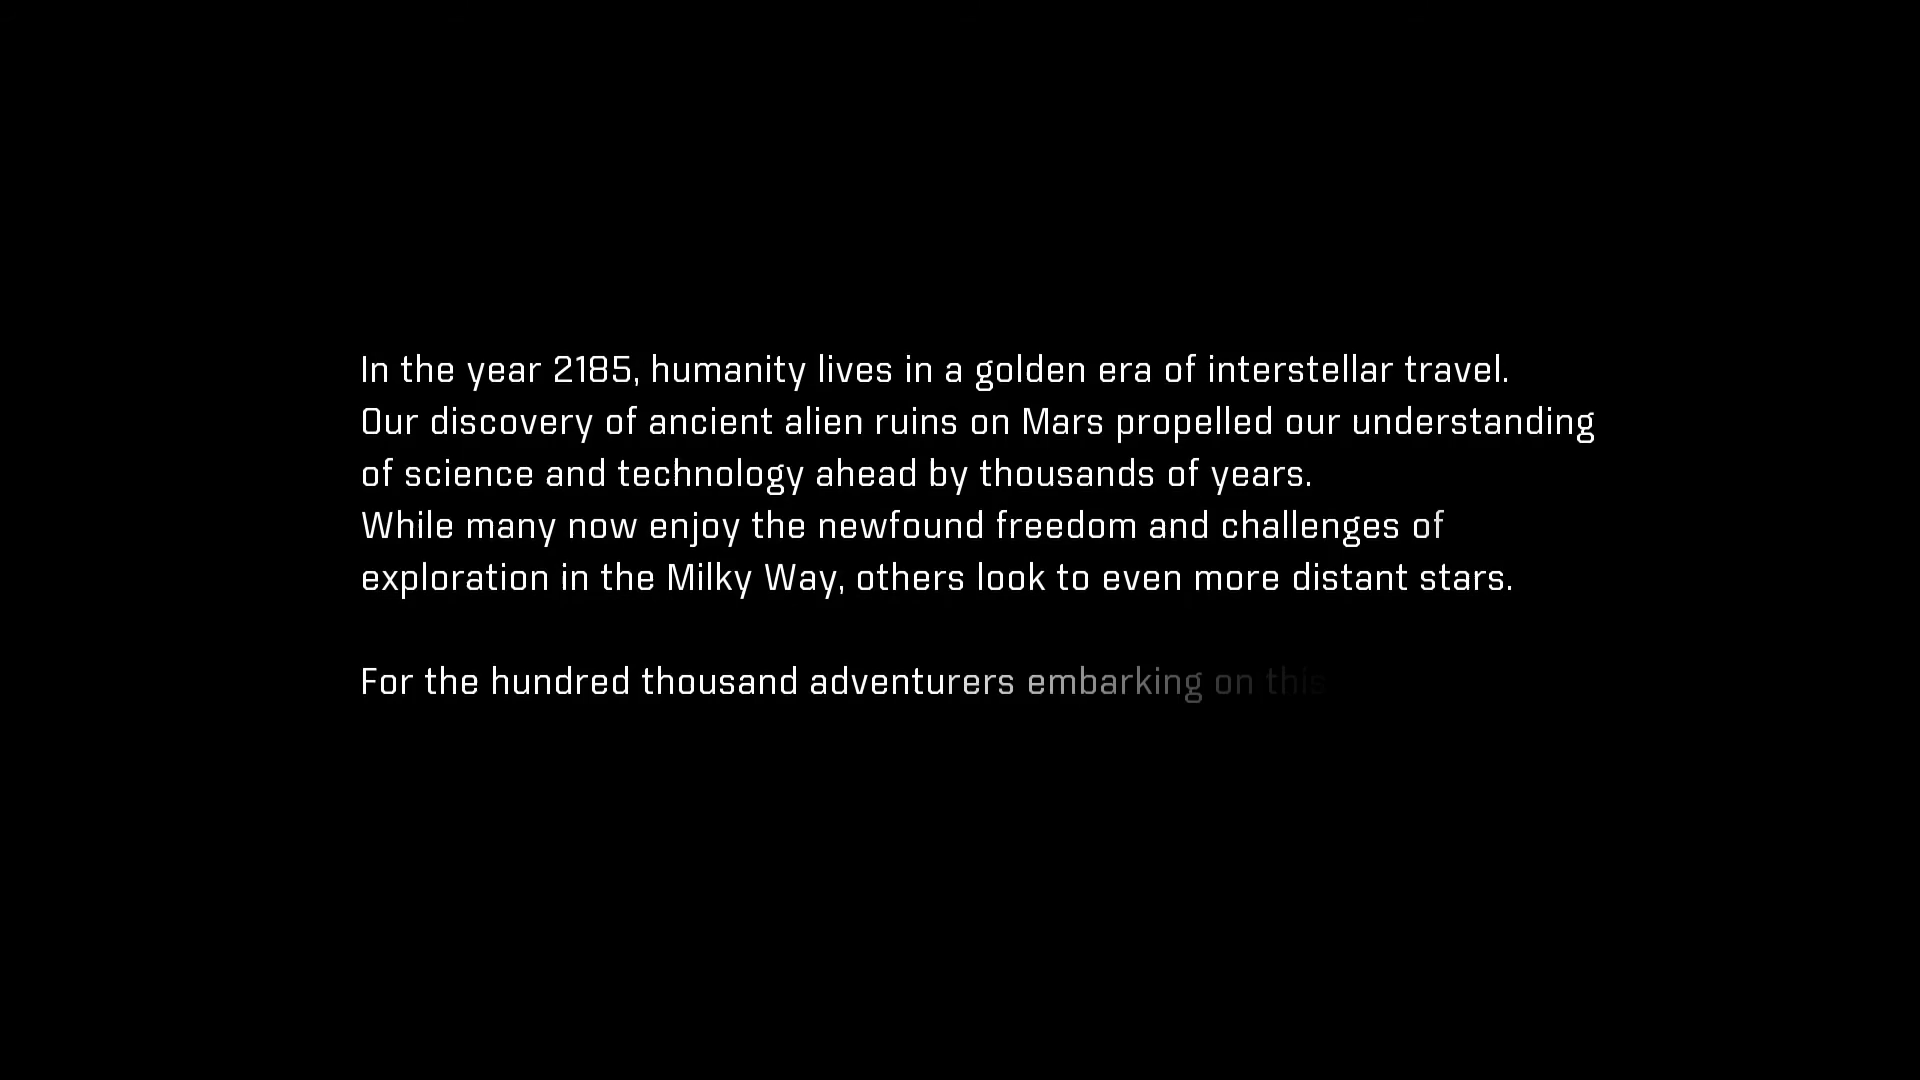 In the year 2185, humanity lives in a golden era of interstellar travel.
Our discovery of ancient alien ruins on Mars propelled our understanding
of science and technology ahead by thousands of years.
While many now enjoy the newfound freedom and challenges of
exploration in the Milky Way, others look to even more distant stars.
For the hundred thousand adventurers embarking on this